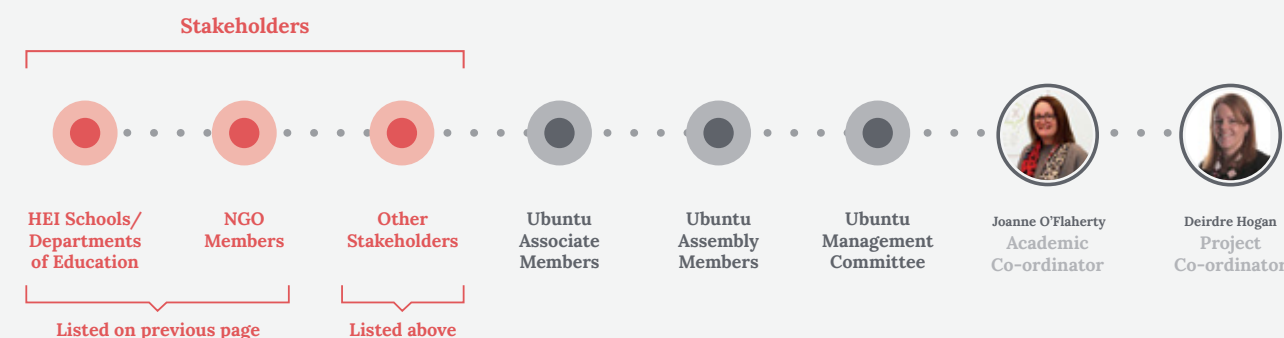 Stakeholders
HEI Schools/
Departments
of Education
NGO
Members
Other
Stakeholders
Ubuntu
Associate
Members
Ubuntu
Assembly
Members
Ubuntu
Management
Committee
Joanne O'Flaherty
Academic
Co-ordinator
Deirdre Hogan
Project
Co-ordinator
Listed on previous page
Listed above